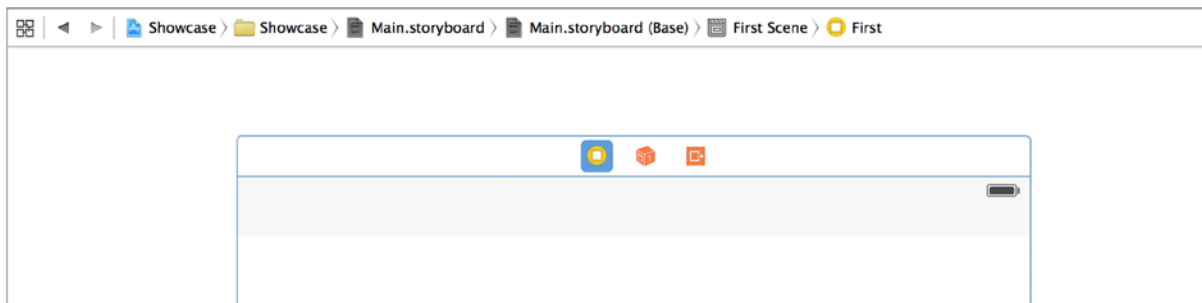 Showcase 〉 Showcase 〉 Main.storyboard 〉 Main.storyboard (Base) 〉 First Scene 〉 First